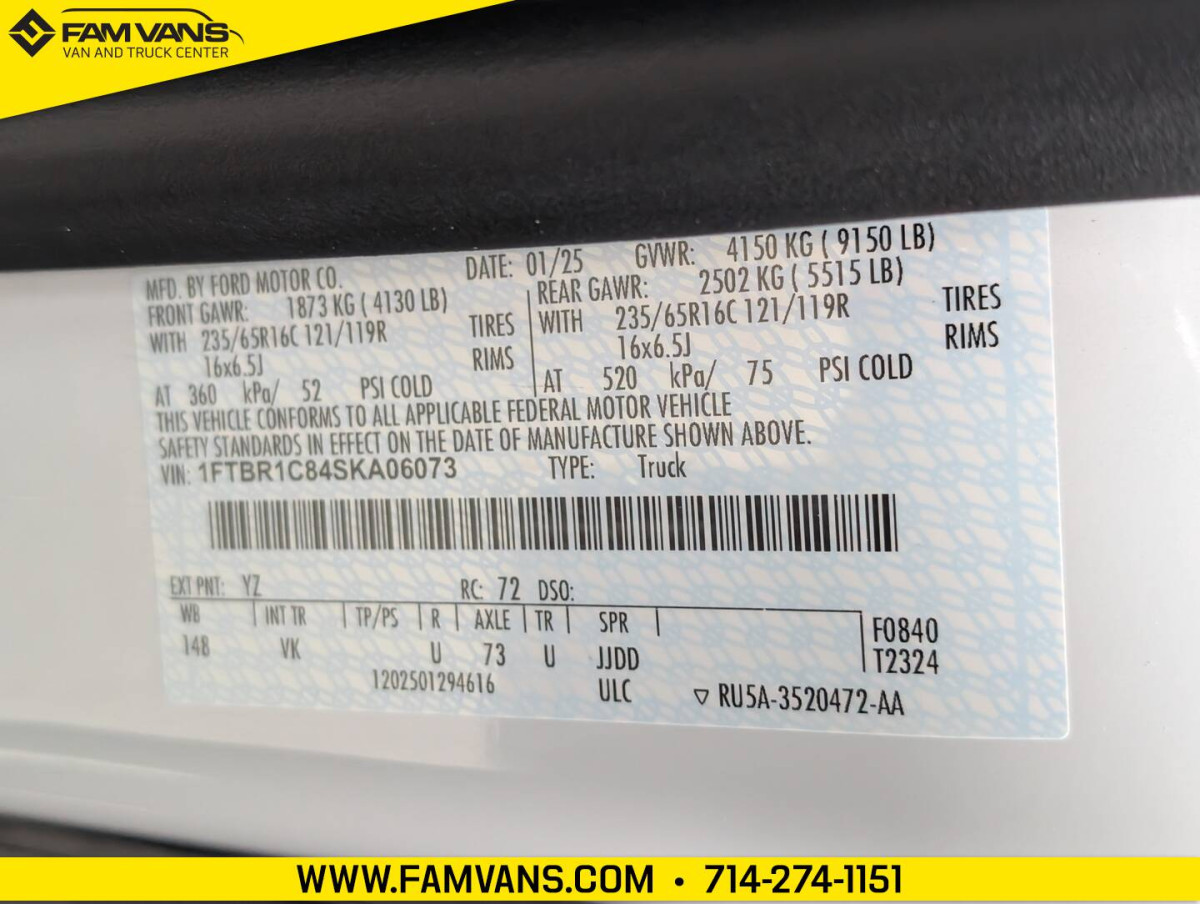 FAM VANS
VAN AND TRUCK CENTER
MFD. BY FORD MOTOR CO. DATE: 01/25 GVWR: 4150 KG ( 9150 LB)
FRONT GAWR: 1873 KG ( 4130 LB) REAR GAWR: 2502 KG ( 5515 LB)
WITH 235/65R16C 121/119R TIRES WITH 235/65R16C 121/119R TIRES
16x6.5J RIMS 16x6.5J RIMS
AT 360 kPa/ 52 PSI COLD AT 520 kPa/ 75 PSI COLD
THIS VEHICLE CONFORMS TO ALL APPLICABLE FEDERAL MOTOR VEHICLE
SAFETY STANDARDS IN EFFECT ON THE DATE OF MANUFACTURE SHOWN ABOVE.
VIN: 1FTBR1C84SKA06073 TYPE: Truck
EXT PNT: YZ RC: 72 DSO:
WB INT TR TP/PS R AXLE TR SPR F0840
148 VK U 73 U JJDD T2324
1202501294616 ULC ▽ RU5A-3520472-AA
WWW.FAMVANS.COM • 714-274-1151